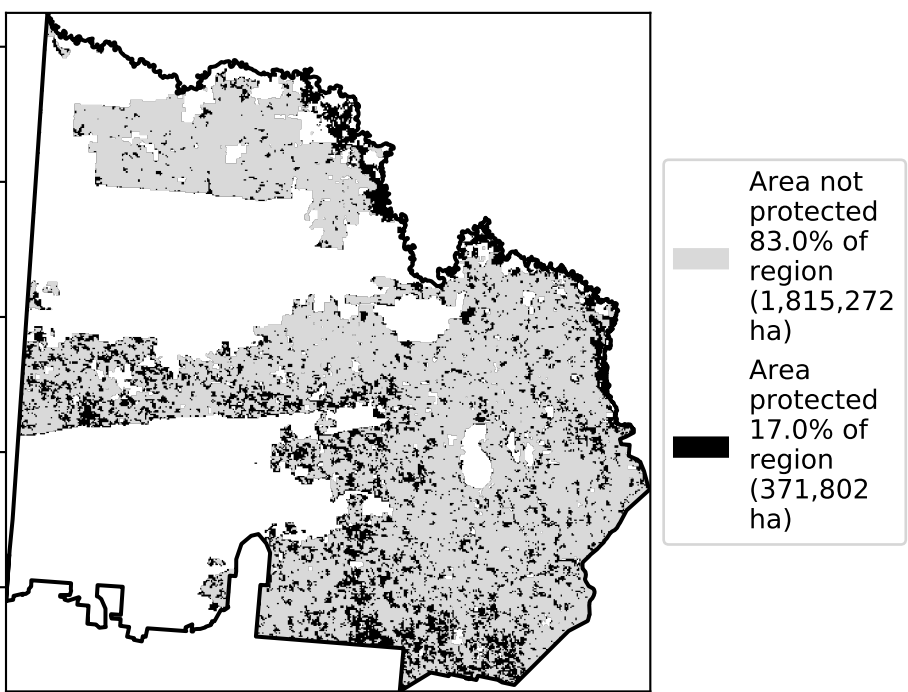 Area not
protected
83.0% of
region
(1,815,272
ha)
Area
protected
17.0% of
region
(371,802
ha)